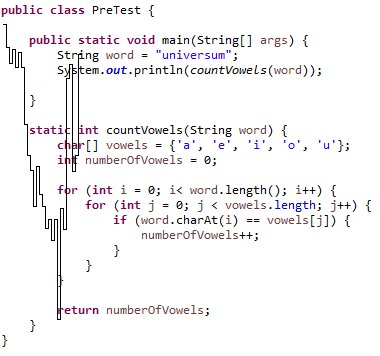 public class PreTest {
public static void main(String[] args) {
String word = "universum";
System.out.println(countVowels(word));
}
static int countVowels(String word) {
char[] vowels = {'a', 'e', 'i', 'o', 'u'};
int numberOfVowels = 0;
for (int i = 0; i< word.length(); i++) {
for (int j = 0; j < vowels.length; j++) {
if (word.charAt(i) == vowels[j]) {
numberOfVowels++;
}
}
}
return numberOfVowels;
}
}